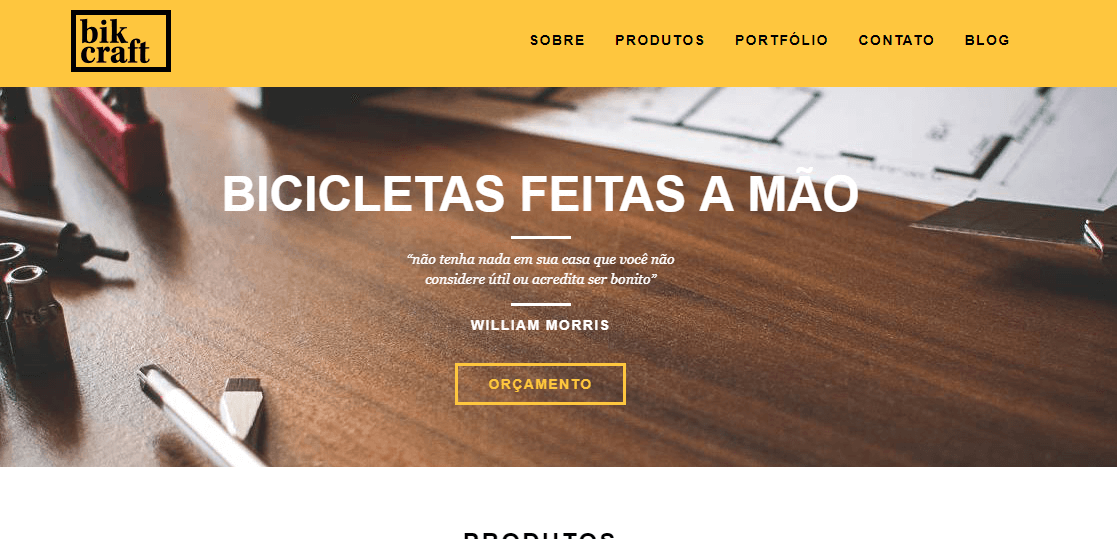 bik
craft
SOBRE PRODUTOS PORTFÓLIO CONTATO BLOG
BICICLETAS FEITAS A MÃO
“não tenha nada em sua casa que você não
considere útil ou acredita ser bonito”
WILLIAM MORRIS
ORÇAMENTO
PRODUTOS